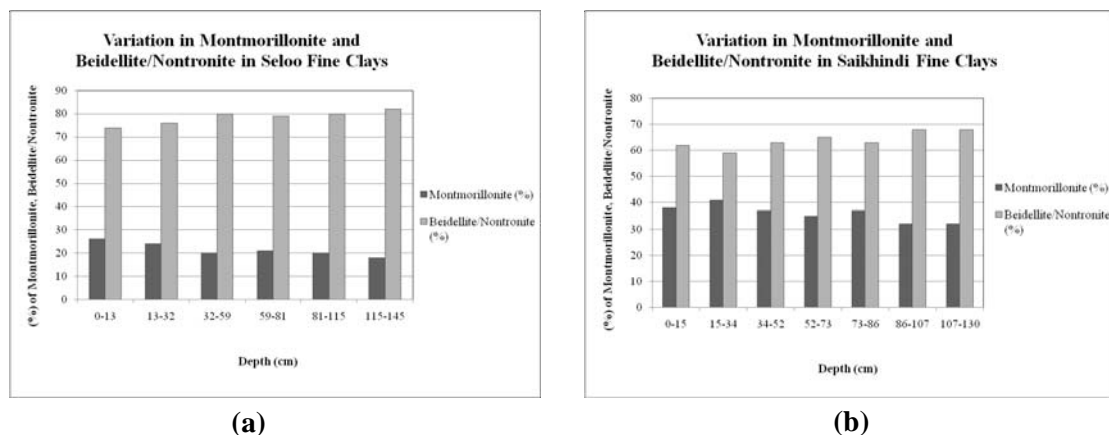 Variation in Montmorillonite and
Beidellite/Nontronite in Seloo Fine Clays
(%) of Montmorillonite, Beidellite/Nontronite
90
80
70
60
50
40
30
20
10
0
0-13 13-32 32-59 59-81 81-115 115-145
Depth (cm)
Montmorillonite (%)
Beidellite/Nontronite
(%)
(a)
Variation in Montmorillonite and
Beidellite/Nontronite in Saikhindi Fine Clays
(%) of Montmorillonite, Beidellite/Nontronite
80
70
60
50
40
30
20
10
0
0-15 15-34 34-52 52-73 73-86 86-107 107-130
Depth (cm)
Montmorillonite (%)
Beidellite/Nontronite
(%)
(b)